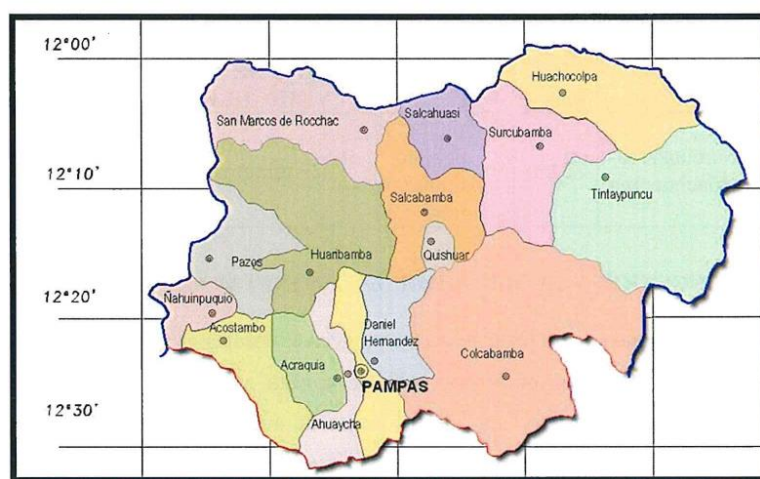 12°00'
Huachocolpa
San Marcos de Rocchac
Salcahuasi
Surcubamba
12°10'
Salcabamba
Tintaypuncu
Pazos
Huaribamba
Quishuar
Ñahuinpuquio
12°20'
Acostambo
Daniel
Hernandez
Acraquia
Colcabamba
PAMPAS
12°30'
Ahuaycha